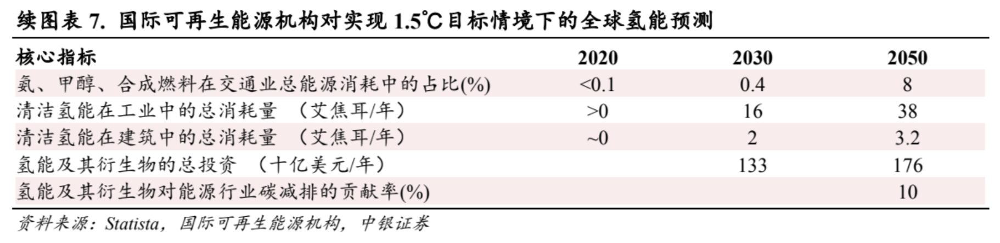 续图表 7. 国际可再生能源机构对实现 1.5℃目标情境下的全球氢能预测
核心指标 2020 2030 2050
氨、甲醇、合成燃料在交通业总能源消耗中的占比(%) <0.1 0.4 8
清洁氢能在工业中的总消耗量 （艾焦耳/年） >0 16 38
清洁氢能在建筑中的总消耗量 （艾焦耳/年） ~0 2 3.2
氢能及其衍生物的总投资 （十亿美元/年） 133 176
氢能及其衍生物对能源行业碳减排的贡献率(%) 10
资料来源：Statista，国际可再生能源机构，中银证券